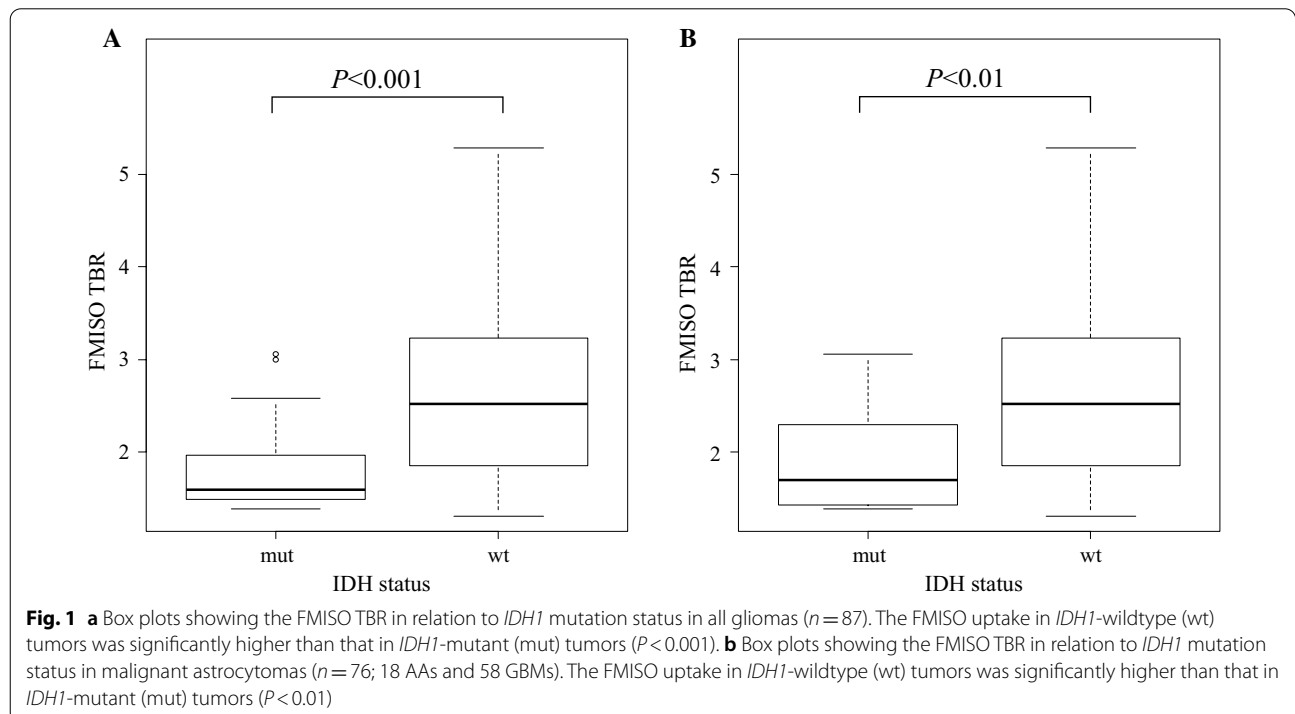 A
P<0.001
5
4
3
2
FMISO TBR
mut
wt
IDH status
B
P<0.01
5
4
3
2
FMISO TBR
mut
wt
IDH status
Fig. 1 a Box plots showing the FMISO TBR in relation to IDH1 mutation status in all gliomas (n = 87). The FMISO uptake in IDH1-wildtype (wt)
tumors was significantly higher than that in IDH1-mutant (mut) tumors (P < 0.001). b Box plots showing the FMISO TBR in relation to IDH1 mutation
status in malignant astrocytomas (n = 76; 18 AAs and 58 GBMs). The FMISO uptake in IDH1-wildtype (wt) tumors was significantly higher than that in
IDH1-mutant (mut) tumors (P < 0.01)